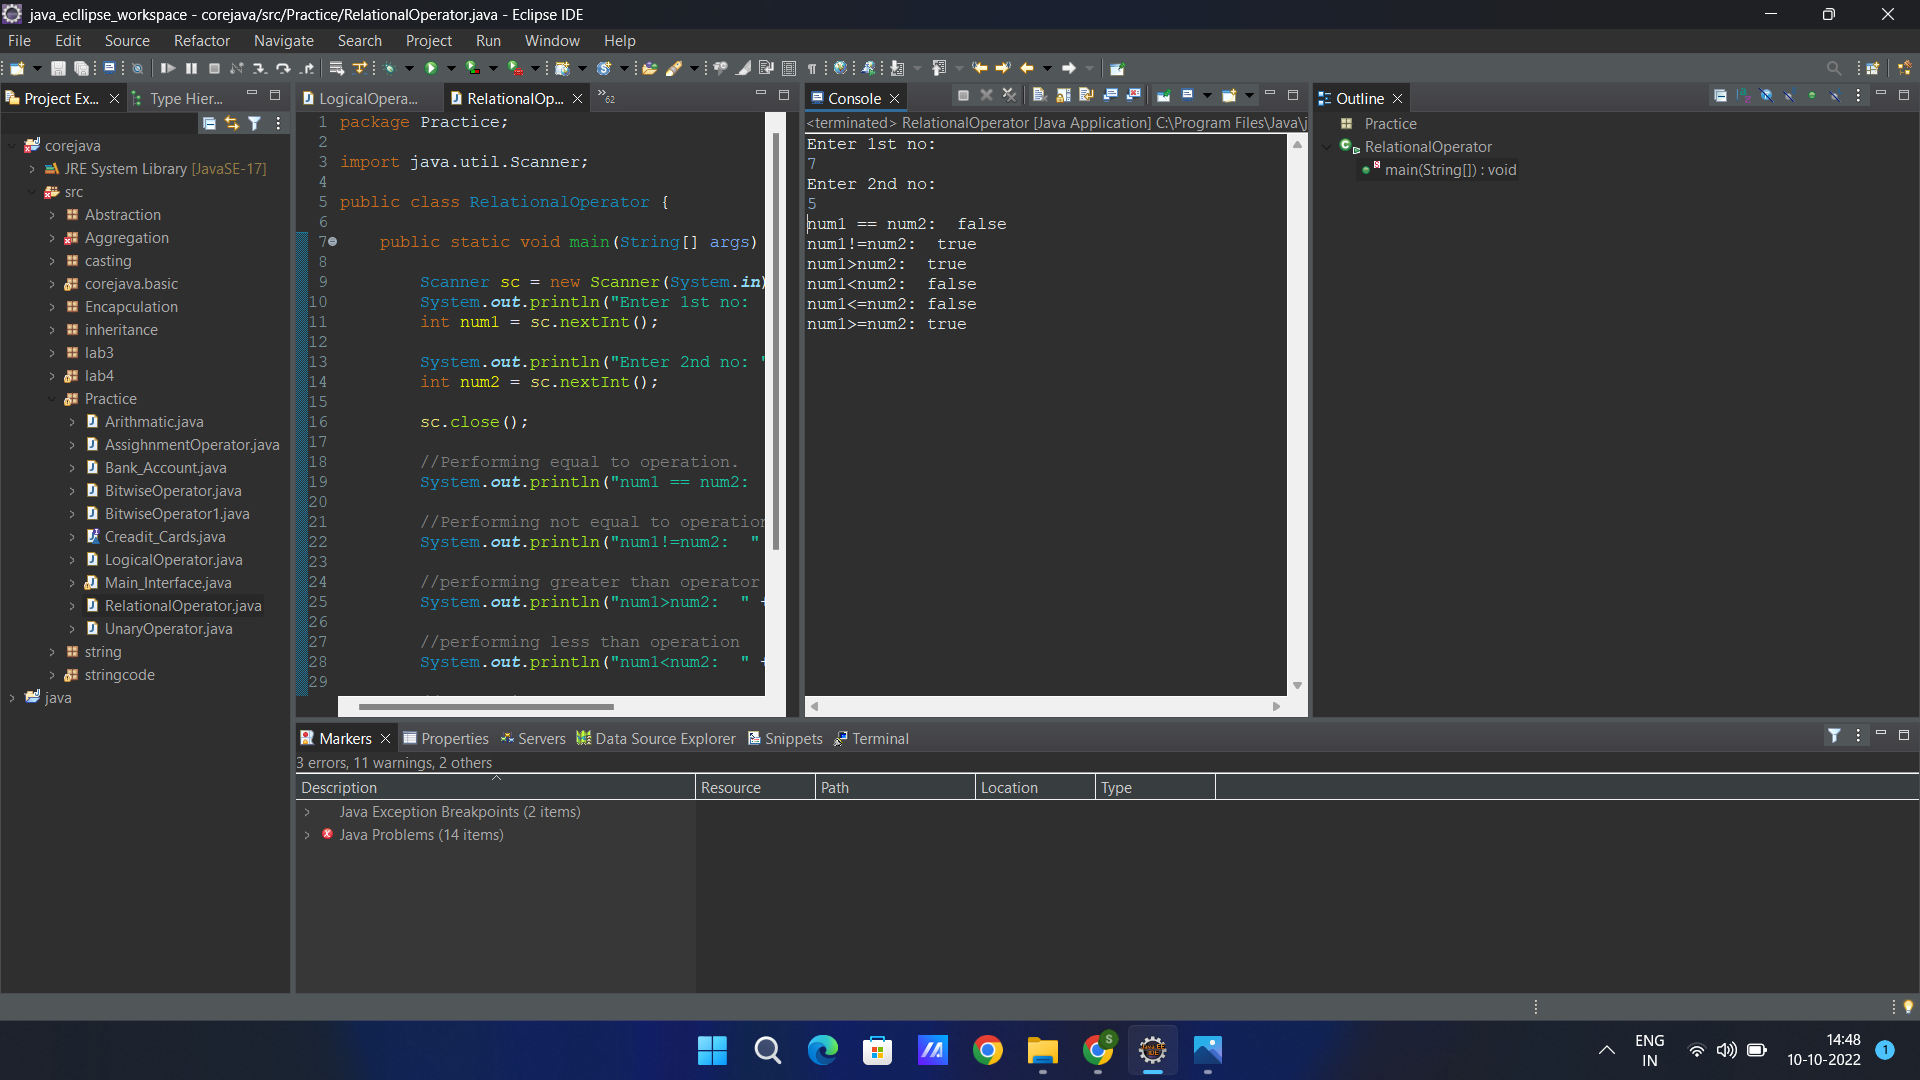 java_ecllipse_workspace - corejava/src/Practice/RelationalOperator.java - Eclipse IDE
File Edit Source Refactor Navigate Search Project Run Window Help
Project Ex...
Type Hier...
corejava
JRE System Library [JavaSE-17]
src
Abstraction
Aggregation
casting
corejava.basic
Encapculation
inheritance
lab3
lab4
Practice
Arithmatic.java
AssighnmentOperator.java
Bank_Account.java
BitwiseOperator.java
BitwiseOperator1.java
Creadit_Cards.java
LogicalOperator.java
Main_Interface.java
RelationalOperator.java
UnaryOperator.java
string
stringcode
java
LogicalOpera...
RelationalOp...
»62
1 package Practice;
2
3 import java.util.Scanner;
4
5 public class RelationalOperator {
6
7 public static void main(String[] args)
8
9 Scanner sc = new Scanner(System.in)
10 System.out.println("Enter 1st no:
11 int num1 = sc.nextInt();
12
13 System.out.println("Enter 2nd no: "
14 int num2 = sc.nextInt();
15
16 sc.close();
17
18 //Performing equal to operation.
19 System.out.println("num1 == num2:
20
21 //Performing not equal to operation
22 System.out.println("num1!=num2:  "
23
24 //performing greater than operator
25 System.out.println("num1>num2:  " +
26
27 //performing less than operation
28 System.out.println("num1<num2:  " +
29
Console
<terminated> RelationalOperator [Java Application] C:\Program Files\Java\j
Enter 1st no:
7
Enter 2nd no:
5
num1 == num2:  false
num1!=num2:  true
num1>num2:  true
num1<num2:  false
num1<=num2: false
num1>=num2: true
Outline
Practice
RelationalOperator
main(String[]) : void
Markers Properties Servers Data Source Explorer Snippets Terminal
3 errors, 11 warnings, 2 others
Description Resource Path Location Type
Java Exception Breakpoints (2 items)
Java Problems (14 items)
ENG
IN
14:48
10-10-2022
1